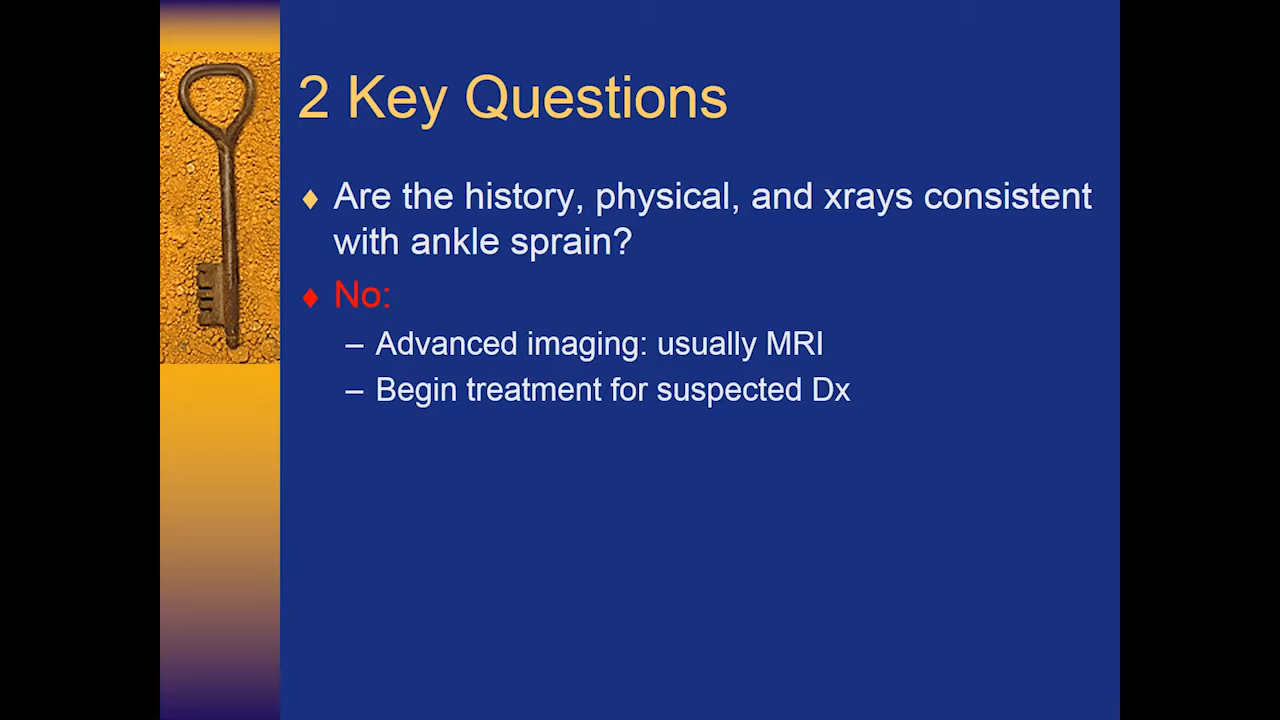 2 Key Questions
Are the history, physical, and xrays consistent
with ankle sprain?
No:
– Advanced imaging: usually MRI
– Begin treatment for suspected Dx